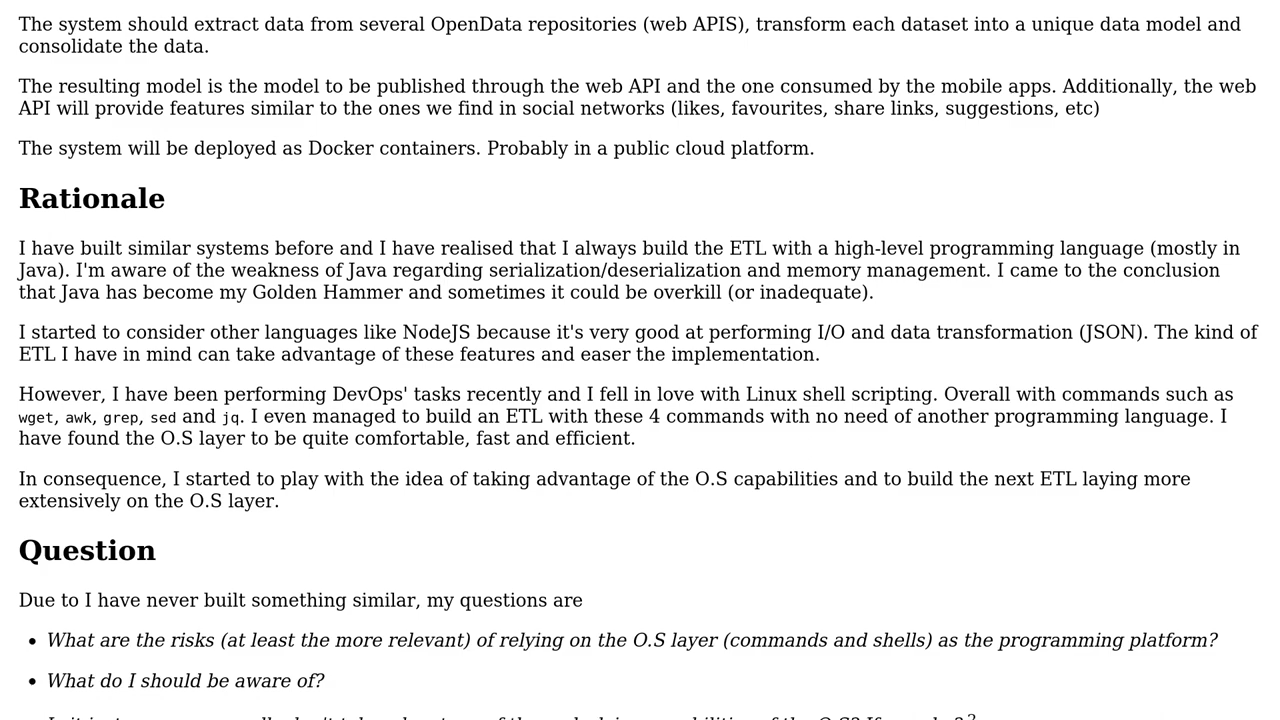 The system should extract data from several OpenData repositories (web APIS), transform each dataset into a unique data model and
consolidate the data.
The resulting model is the model to be published through the web API and the one consumed by the mobile apps. Additionally, the web
API will provide features similar to the ones we find in social networks (likes, favourites, share links, suggestions, etc)
The system will be deployed as Docker containers. Probably in a public cloud platform.
Rationale
I have built similar systems before and I have realised that I always build the ETL with a high-level programming language (mostly in
Java). I'm aware of the weakness of Java regarding serialization/deserialization and memory management. I came to the conclusion
that Java has become my Golden Hammer and sometimes it could be overkill (or inadequate).
I started to consider other languages like NodeJS because it's very good at performing I/O and data transformation (JSON). The kind of
ETL I have in mind can take advantage of these features and easer the implementation.
However, I have been performing DevOps' tasks recently and I fell in love with Linux shell scripting. Overall with commands such as
wget, awk, grep, sed and jq. I even managed to build an ETL with these 4 commands with no need of another programming language. I
have found the O.S layer to be quite comfortable, fast and efficient.
In consequence, I started to play with the idea of taking advantage of the O.S capabilities and to build the next ETL laying more
extensively on the O.S layer.
Question
Due to I have never built something similar, my questions are
• What are the risks (at least the more relevant) of relying on the O.S layer (commands and shells) as the programming platform?
• What do I should be aware of?